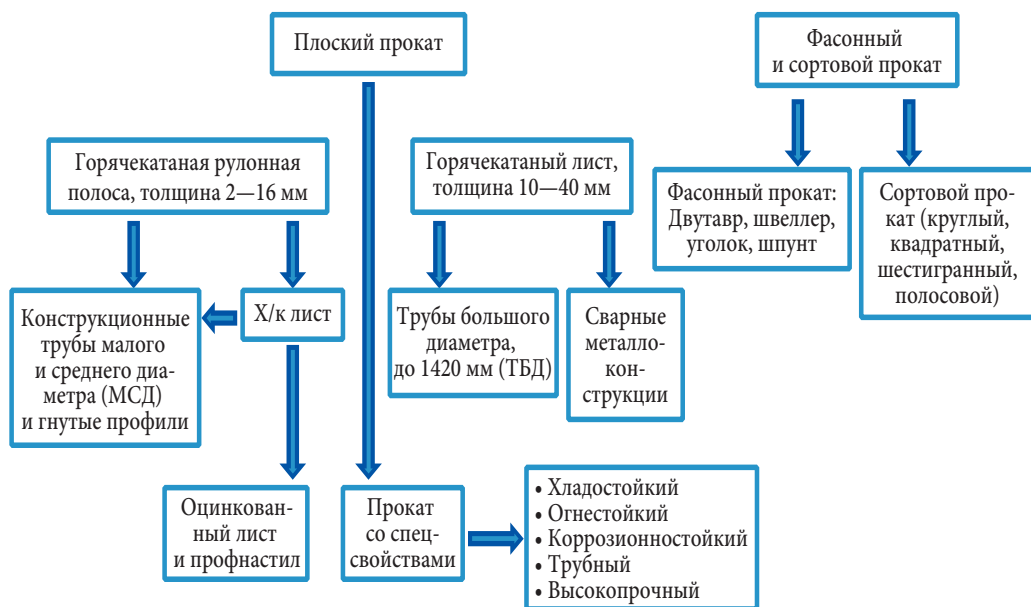 Плоский прокат
Фасонный
и сортовой прокат
Горячекатаная рулонная
полоса, толщина 2—16 мм
Горячекатаный лист,
толщина 10—40 мм
Фасонный прокат:
Двутавр, швеллер,
уголок, шпунт
Сортовой про-
кат (круглый,
квадратный,
шестигранный,
полосовой)
Конструкционные
трубы малого
и среднего диа-
метра (МСД)
и гнутые профили
Х/к лист
Трубы большого
диаметра,
до 1420 мм (ТБД)
Сварные
металло-
кон-
струкции
Оцинкован-
ный лист
и профнастил
Прокат
со спец-
свойствами
• Хладостойкий
• Огнестойкий
• Коррозионностойкий
• Трубный
• Высокопрочный